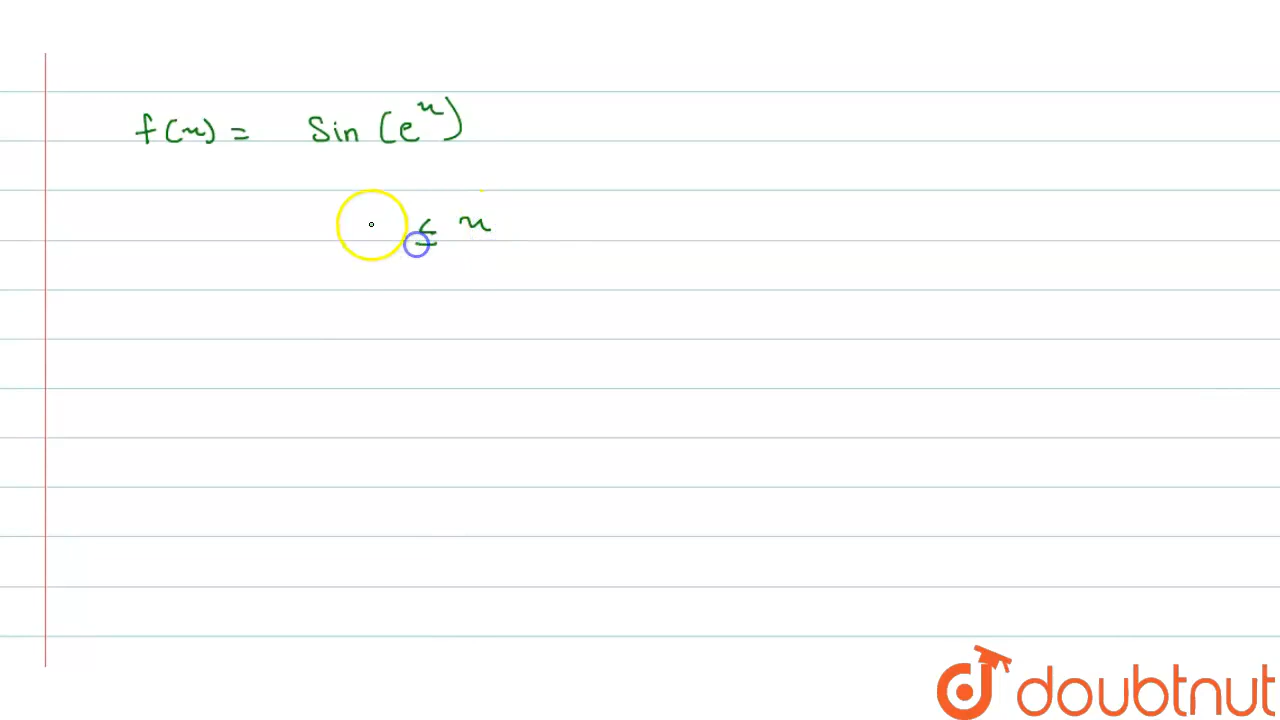 f(x) = Sin (e^x)
≤ x
doubtnut